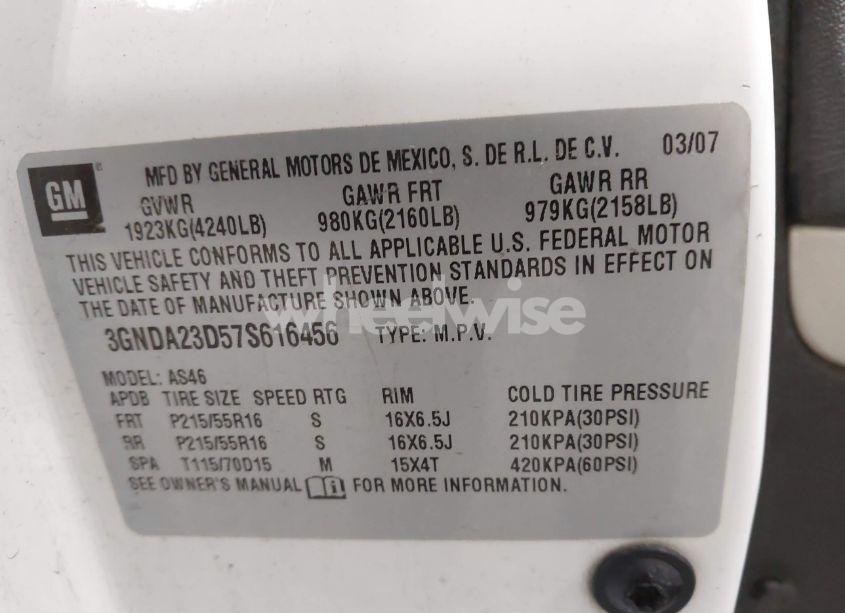 MFD BY GENERAL MOTORS DE MEXICO, S. DE R.L. DE C.V. 03/07
GM
GVWR GAWR FRT GAWR RR
1923KG(4240LB) 980KG(2160LB) 979KG(2158LB)
THIS VEHICLE CONFORMS TO ALL APPLICABLE U.S. FEDERAL MOTOR
VEHICLE SAFETY AND THEFT PREVENTION STANDARDS IN EFFECT ON
THE DATE OF MANUFACTURE SHOWN ABOVE.
wheelwise
3GNDA23D57S616456 TYPE: M.P.V.
MODEL: AS46
APDB TIRE SIZE SPEED RTG RIM COLD TIRE PRESSURE
FRT P215/55R16 S 16X6.5J 210KPA(30PSI)
RR P215/55R16 S 16X6.5J 210KPA(30PSI)
SPA T115/70D15 M 15X4T 420KPA(60PSI)
SEE OWNER'S MANUAL FOR MORE INFORMATION.